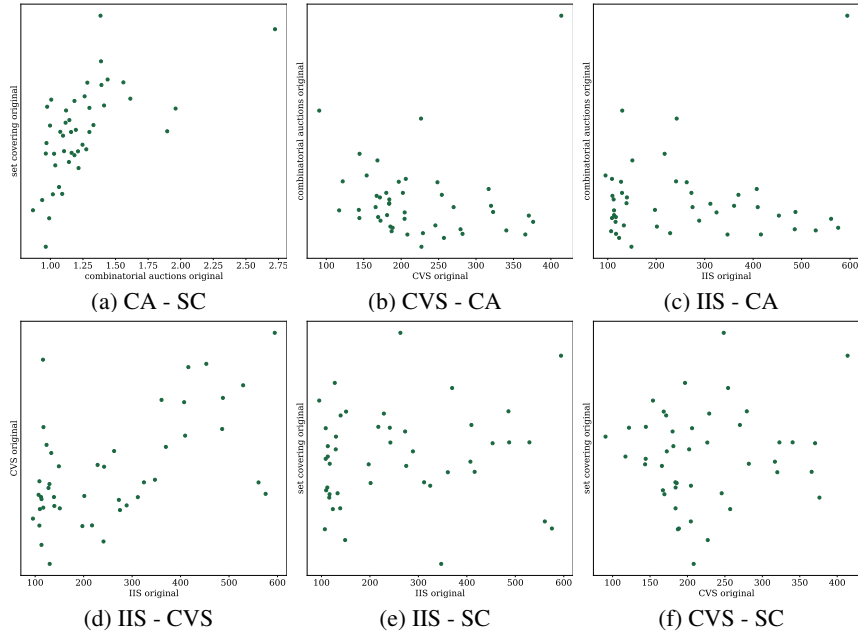 set covering original
1.00 1.25 1.50 1.75 2.00 2.25 2.50 2.75
combinatorial auctions original
(a) CA - SC
combinatorial auctions original
100 150 200 250 300 350 400
CVS original
(b) CVS - CA
combinatorial auctions original
100 200 300 400 500 600
IIS original
(c) IIS - CA
CVS original
100 200 300 400 500 600
IIS original
(d) IIS - CVS
set covering original
100 200 300 400 500 600
IIS original
(e) IIS - SC
set covering original
100 150 200 250 300 350 400
CVS original
(f) CVS - SC